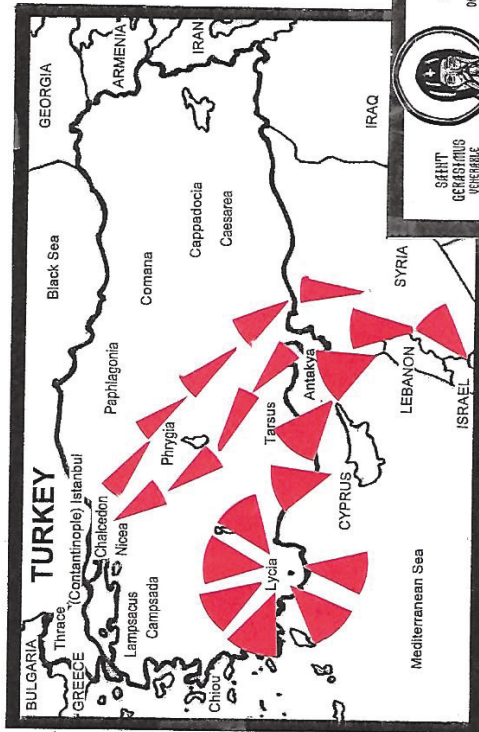 TURKEY
BULGARIA
GREECE
Thrace
(Contantinople) Istanbul
Chalcedon
Nicea
Lampsacus
Campsada
Chiou
Black Sea
GEORGIA
ARMENIA
IRAN
Paphlagonia
Comana
Cappadocia
Caesarea
Phrygia
Lycia
Tarsus
Antakya
CYPRUS
Mediterranean Sea
SYRIA
IRAQ
LEBANON
ISRAEL
SAINT
GERASIMUS
VENERABLE